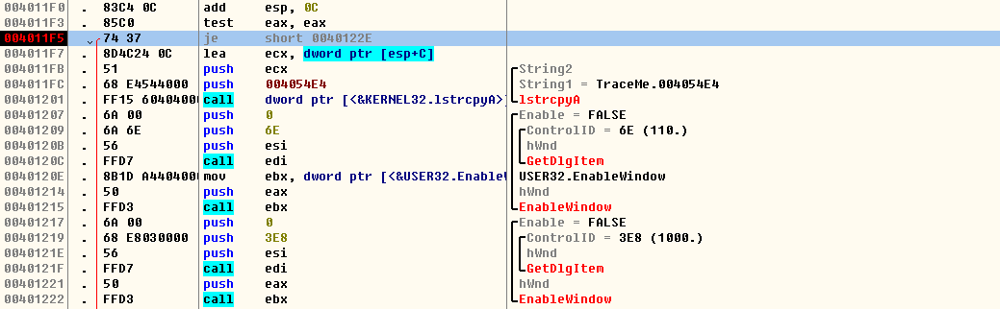 004011F0 . 83C4 0C add esp, 0C
004011F3 . 85C0 test eax, eax
004011F5 . 74 37 je short 0040122E
004011F7 . 8D4C24 0C lea ecx, dword ptr [esp+C]
004011FB . 51 push ecx String2
004011FC . 68 E4544000 push 004054E4 String1 = TraceMe.004054E4
00401201 . FF15 60404000 call dword ptr [<&KERNEL32.lstrcpyA>] lstrcpyA
00401207 . 6A 00 push 0 Enable = FALSE
00401209 . 6A 6E push 6E ControlID = 6E (110.)
0040120B . 56 push esi hWnd
0040120C . FFD7 call edi GetDlgItem
0040120E . 8B1D A4404000 mov ebx, dword ptr [<&USER32.Enable USER32.EnableWindow
00401214 . 50 push eax hWnd
00401215 . FFD3 call ebx EnableWindow
00401217 . 6A 00 push 0 Enable = FALSE
00401219 . 68 E8030000 push 3E8 ControlID = 3E8 (1000.)
0040121E . 56 push esi hWnd
0040121F . FFD7 call edi GetDlgItem
00401221 . 50 push eax hWnd
00401222 . FFD3 call ebx EnableWindow